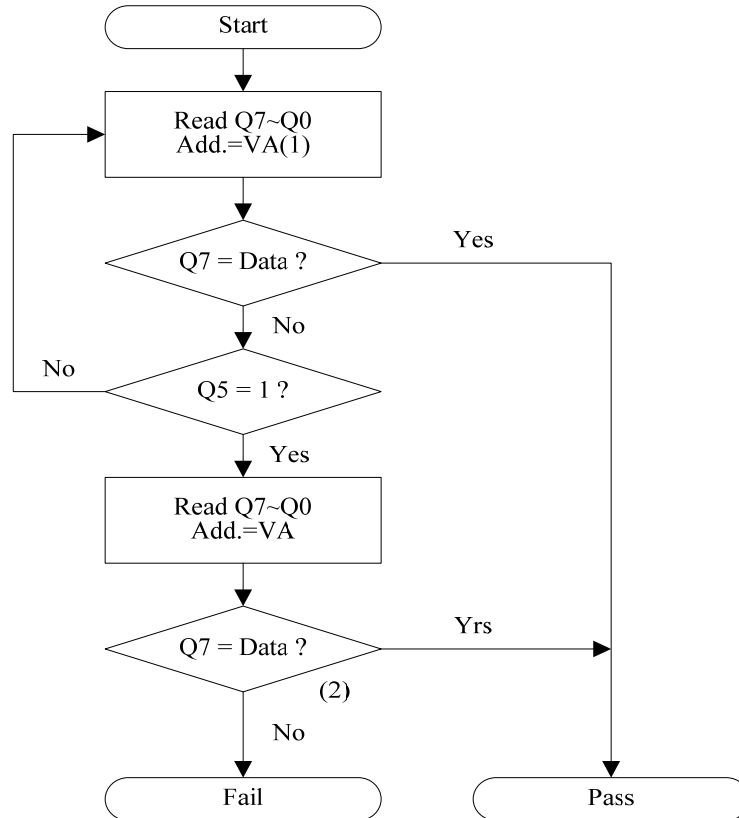 Start
Read Q7~Q0
Add.=VA(1)
Q7 = Data ?
Yes
No
No
Q5 = 1 ?
Yes
Read Q7~Q0
Add.=VA
Q7 = Data ?
Yrs
(2)
No
Fail
Pass